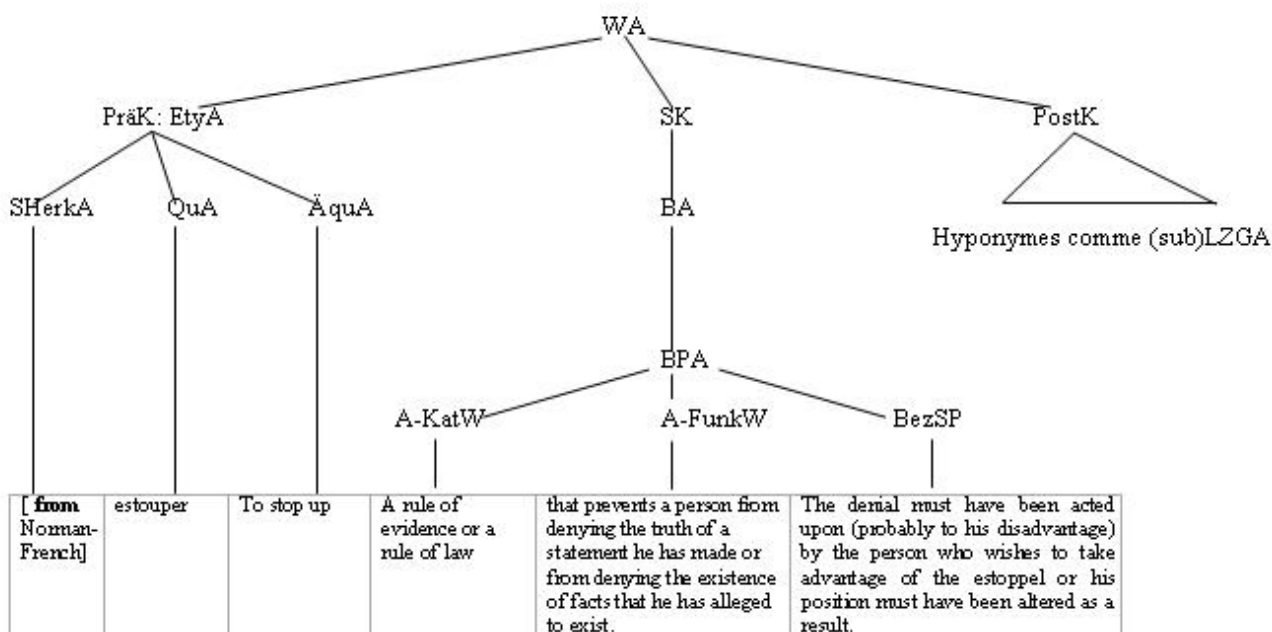 WA
PräK: EtyA
SK
PostK
SHerkA
QuA
ÄquA
BA
Hyponymes comme (sub)LZGA
BPA
A-KatW
A-FunkW
BezSP
[ from
Norman-
French]
estouper
To stop up
A rule of
evidence or a
rule of law
that prevents a person from
denying the truth of a
statement he has made or
from denying the existence
of facts that he has alleged
to exist.
The denial must have been acted
upon (probably to his disadvantage)
by the person who wishes to take
advantage of the estoppel or his
position must have been altered as a
result.